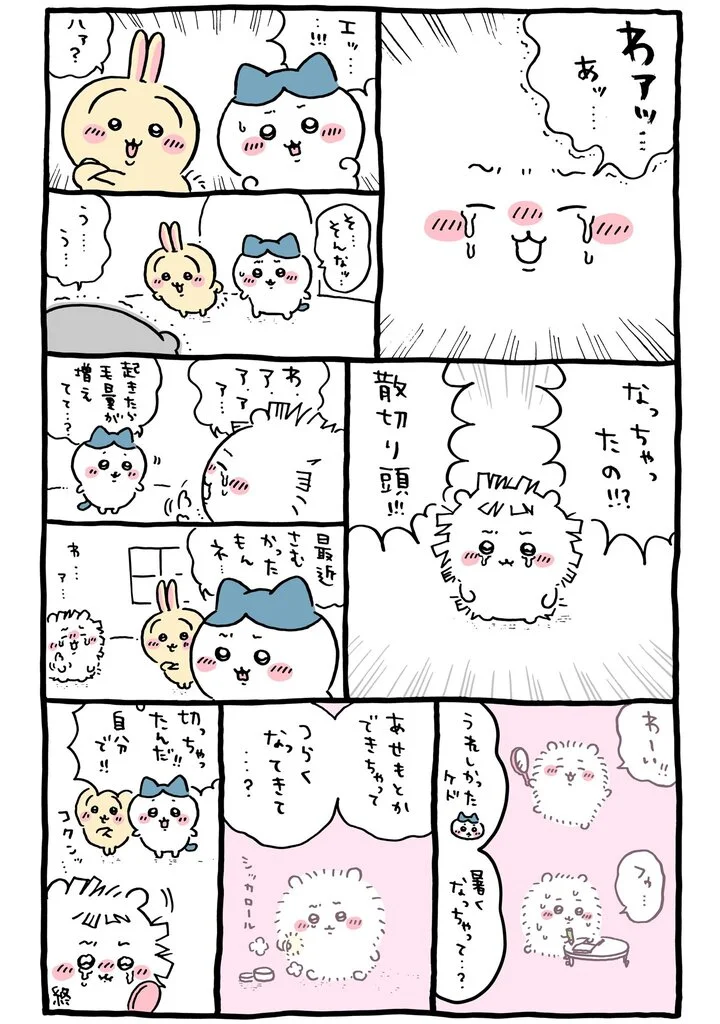 わァッ…
あッ…
エッ…
!!!
ハァ?
そ…
そんなッ…
う…
う…
なっちゃっ
たの!!?
散切り頭!!!
わ…
ァ…ァ…
ア…
起きたら
毛量が
増え
てて…?
最近
さむ
かった
もん
ネ…
わ…
ァ…
わーい!!
うれしかった
ケド
フゥ…
暑く
なっちゃって…?
あせもとか
できちゃって
つらく
なってきて
…?
シッカロール
切っちゃっ
たんだ!!
自分
で!!
コクンッ
終